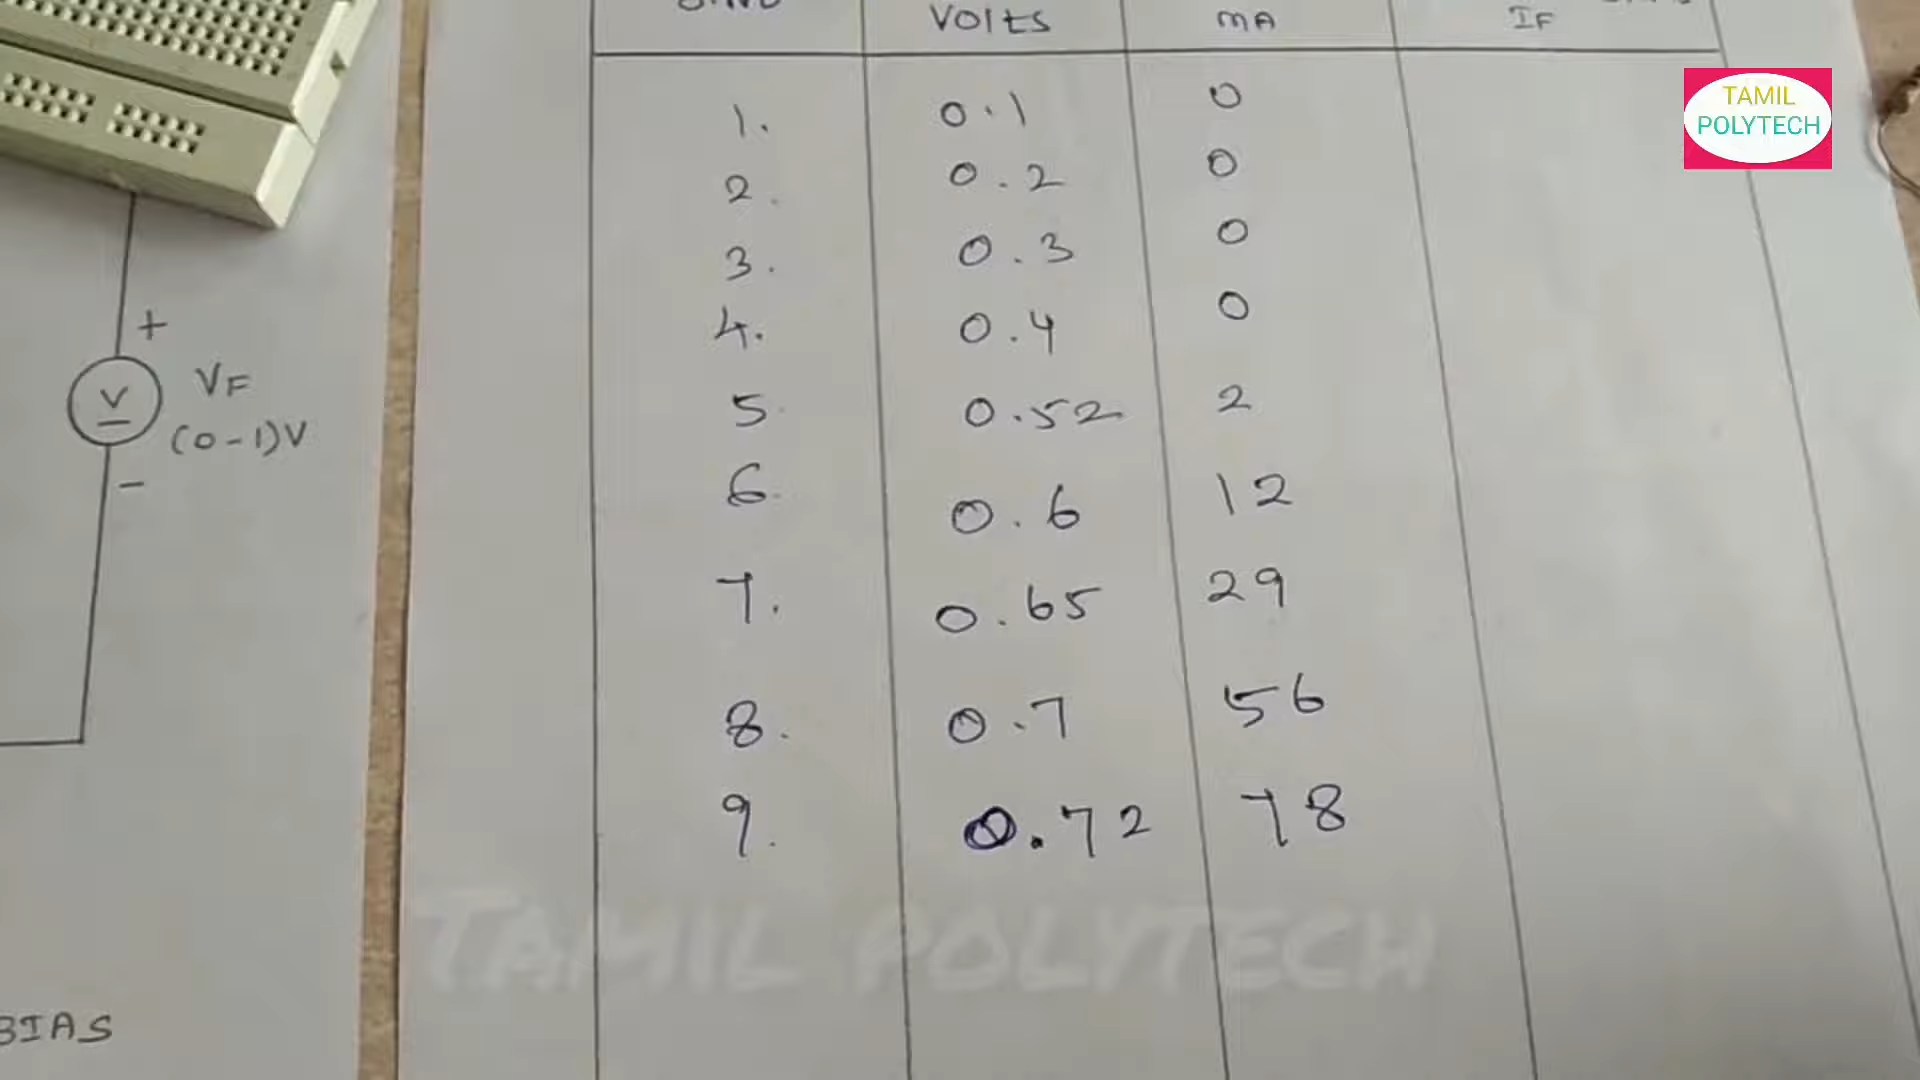 VOLTS MA IF
1. 0.1 0
2. 0.2 0
3. 0.3 0
4. 0.4 0
5. 0.52 2
6. 0.6 12
7. 0.65 29
8. 0.7 56
9. 0.72 78
+
V
VF
(0-1)V
-
BIAS
TAMIL
POLYTECH
TAMIL POLYTECH